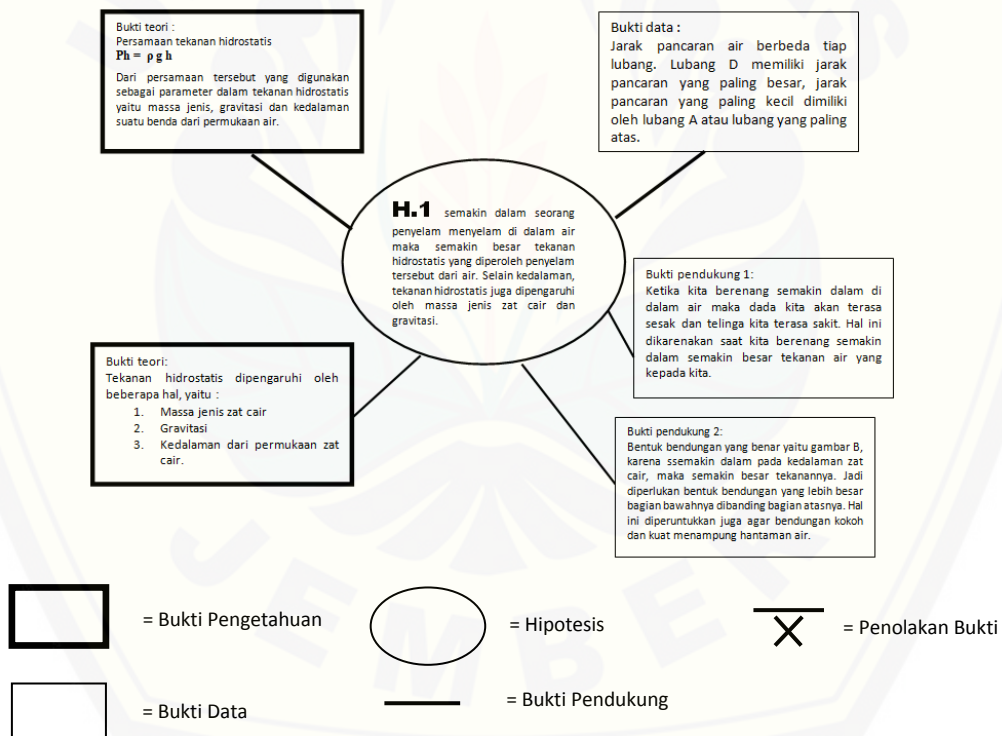 Bukti teori :
Persamaan tekanan hidrostatis
Ph = ρ g h
Dari persamaan tersebut yang digunakan
sebagai parameter dalam tekanan hidrostatis
yaitu massa jenis, gravitasi dan kedalaman
suatu benda dari permukaan air.
Bukti data :
Jarak pancaran air berbeda tiap
lubang. Lubang D memiliki jarak
pancaran yang paling besar, jarak
pancaran yang paling kecil dimiliki
oleh lubang A atau lubang yang paling
atas.
H.1 semakin dalam seorang
penyelam menyelam di dalam air
maka semakin besar tekanan
hidrostatis yang diperoleh penyelam
tersebut dari air. Selain kedalaman,
tekanan hidrostatis juga dipengaruhi
oleh massa jenis zat cair dan
gravitasi.
Bukti pendukung 1:
Ketika kita berenang semakin dalam di
dalam air maka dada kita akan terasa
sesak dan telinga kita terasa sakit. Hal ini
dikarenakan saat kita berenang semakin
dalam semakin besar tekanan air yang
kepada kita.
Bukti teori:
Tekanan hidrostatis dipengaruhi oleh
beberapa hal, yaitu :
1. Massa jenis zat cair
2. Gravitasi
3. Kedalaman dari permukaan zat
cair.
Bukti pendukung 2:
Bentuk bendungan yang benar yaitu gambar B,
karena ssemakin dalam pada kedalaman zat
cair, maka semakin besar tekanannya. Jadi
diperlukan bentuk bendungan yang lebih besar
bagian bawahnya dibanding bagian atasnya. Hal
ini diperuntukkan juga agar bendungan kokoh
dan kuat menampung hantaman air.
= Bukti Pengetahuan
= Hipotesis
= Penolakan Bukti
= Bukti Data
= Bukti Pendukung
JEMBER